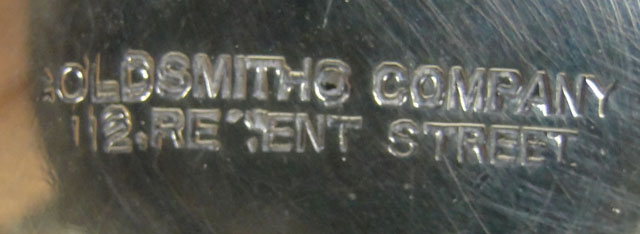 GOLDSMITHS COMPANY
112.REGENT STREET